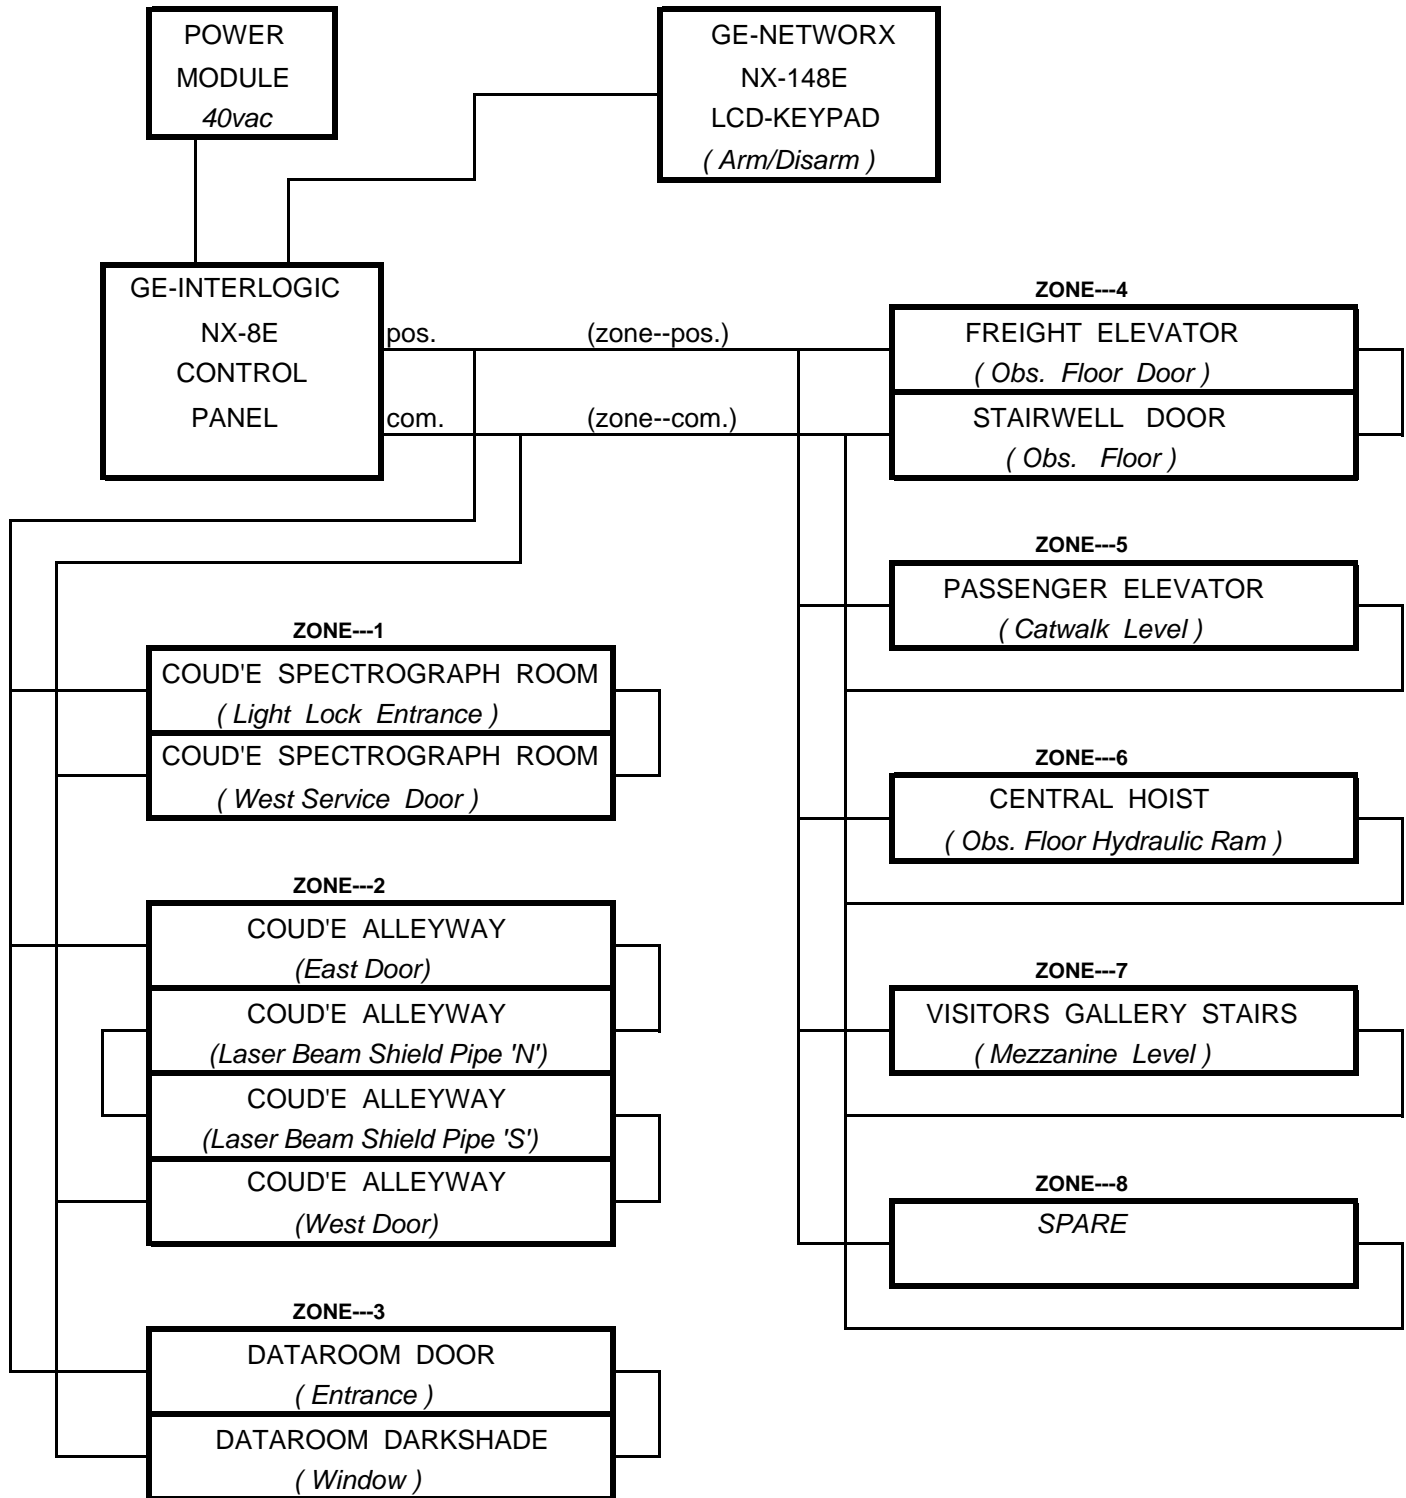 POWER
MODULE
40vac
GE-NETWORX
NX-148E
LCD-KEYPAD
( Arm/Disarm )
GE-INTERLOGIC
NX-8E
CONTROL
PANEL
pos.
(zone--pos.)
com.
(zone--com.)
ZONE---4
FREIGHT ELEVATOR
( Obs. Floor Door )
STAIRWELL DOOR
( Obs. Floor )
ZONE---5
PASSENGER ELEVATOR
( Catwalk Level )
ZONE---6
CENTRAL HOIST
( Obs. Floor Hydraulic Ram )
ZONE---7
VISITORS GALLERY STAIRS
( Mezzanine Level )
ZONE---8
SPARE
ZONE---1
COUD'E SPECTROGRAPH ROOM
( Light Lock Entrance )
COUD'E SPECTROGRAPH ROOM
( West Service Door )
ZONE---2
COUD'E ALLEYWAY
(East Door)
COUD'E ALLEYWAY
(Laser Beam Shield Pipe 'N')
COUD'E ALLEYWAY
(Laser Beam Shield Pipe 'S')
COUD'E ALLEYWAY
(West Door)
ZONE---3
DATAROOM DOOR
( Entrance )
DATAROOM DARKSHADE
( Window )